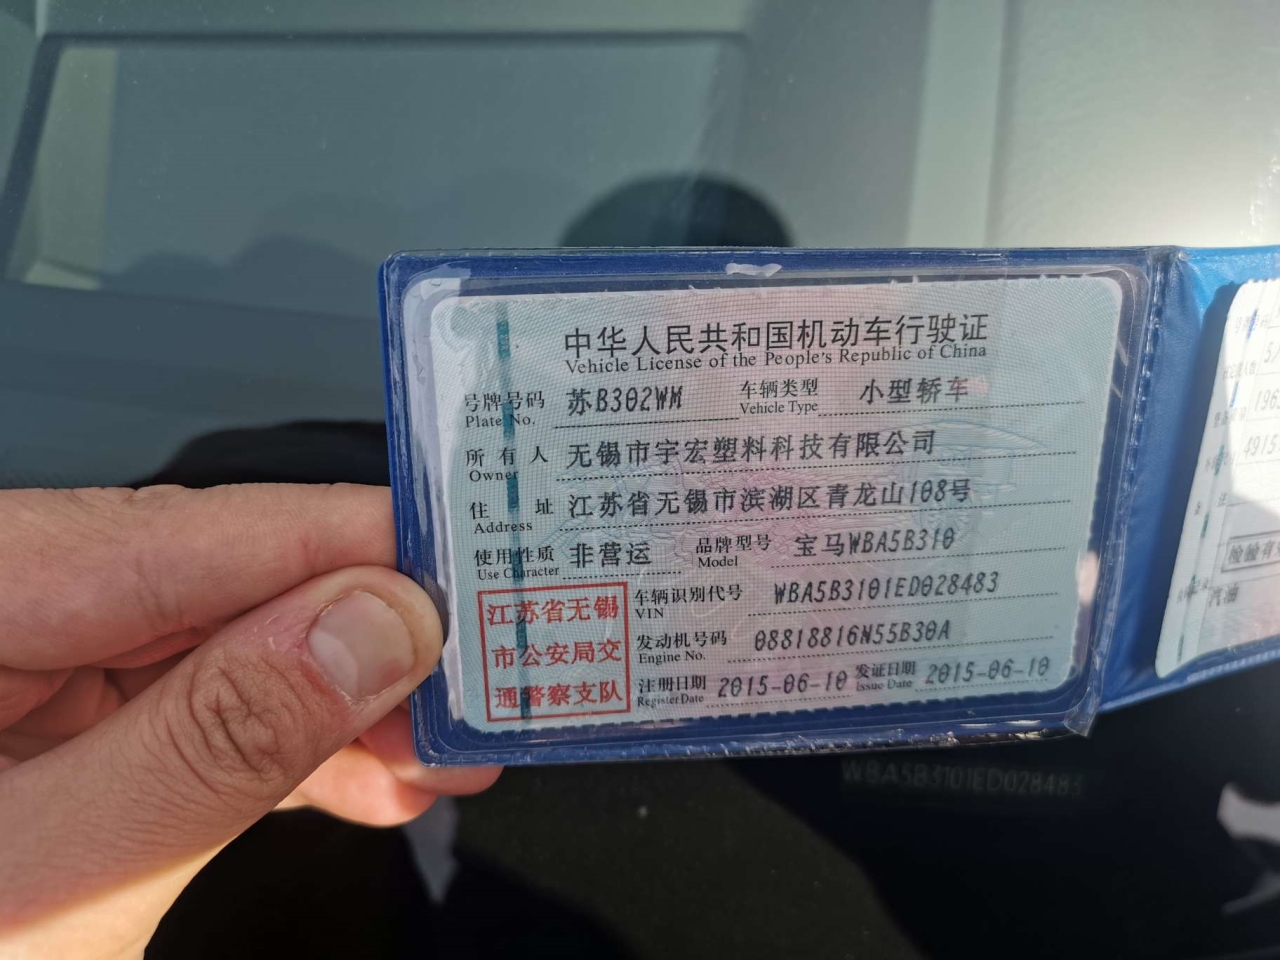 中华人民共和国机动车行驶证
Vehicle License of the People's Republic of China
号牌号码 苏B302WM 车辆类型 小型轿车
Plate No. Vehicle Type
所有人 无锡市宇宏塑料科技有限公司
Owner
住址 江苏省无锡市滨湖区青龙山108号
Address
使用性质 非营运 品牌型号 宝马WBA5B310
Use Character Model
江苏省无锡
市公安局交
通警察支队
车辆识别代号 WBA5B3101ED028483
VIN
发动机号码 08818816N55B30A
Engine No.
注册日期 2015-06-10 发证日期 2015-06-10
Register Date Issue Date
WBA5B3101ED028483
汽油